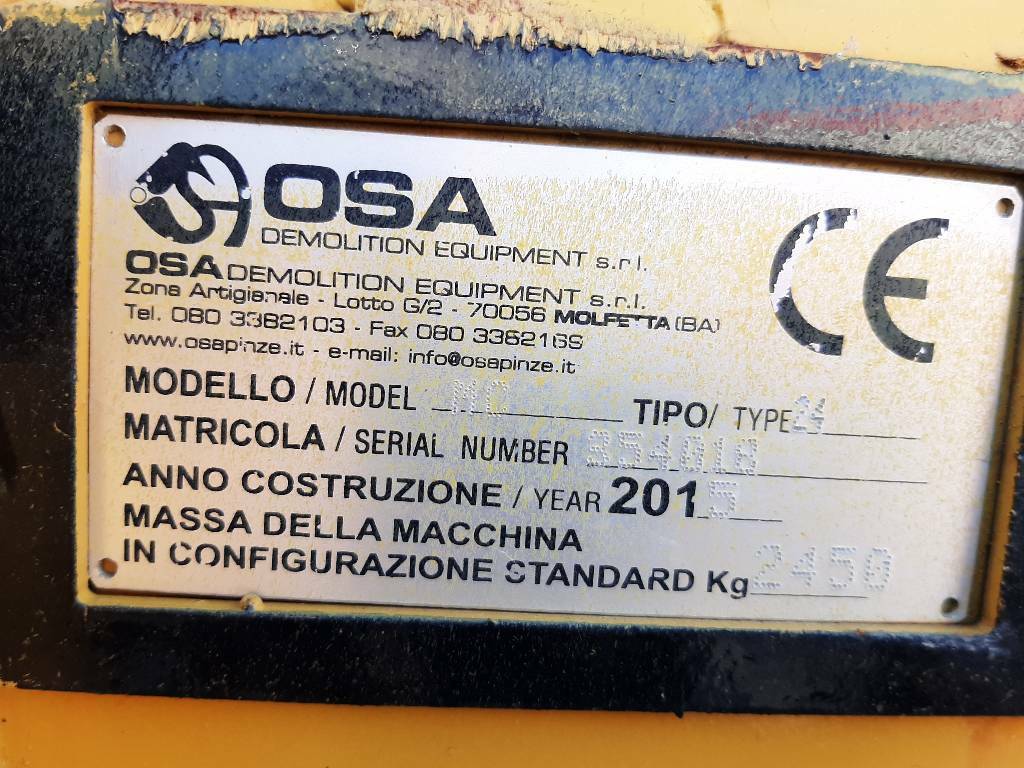 OSA
DEMOLITION EQUIPMENT s.r.l.
CE
OSA DEMOLITION EQUIPMENT s.r.l.
Zona Artigianale - Lotto G/2 - 70056 MOLFETTA (BA)
Tel. 080 3382103 - Fax 080 3382169
www.osapinze.it - e-mail: info@osapinze.it
MODELLO / MODEL MC TIPO / TYPE 24
MATRICOLA / SERIAL NUMBER 354018
ANNO COSTRUZIONE / YEAR 2015
MASSA DELLA MACCHINA
IN CONFIGURAZIONE STANDARD Kg 2450